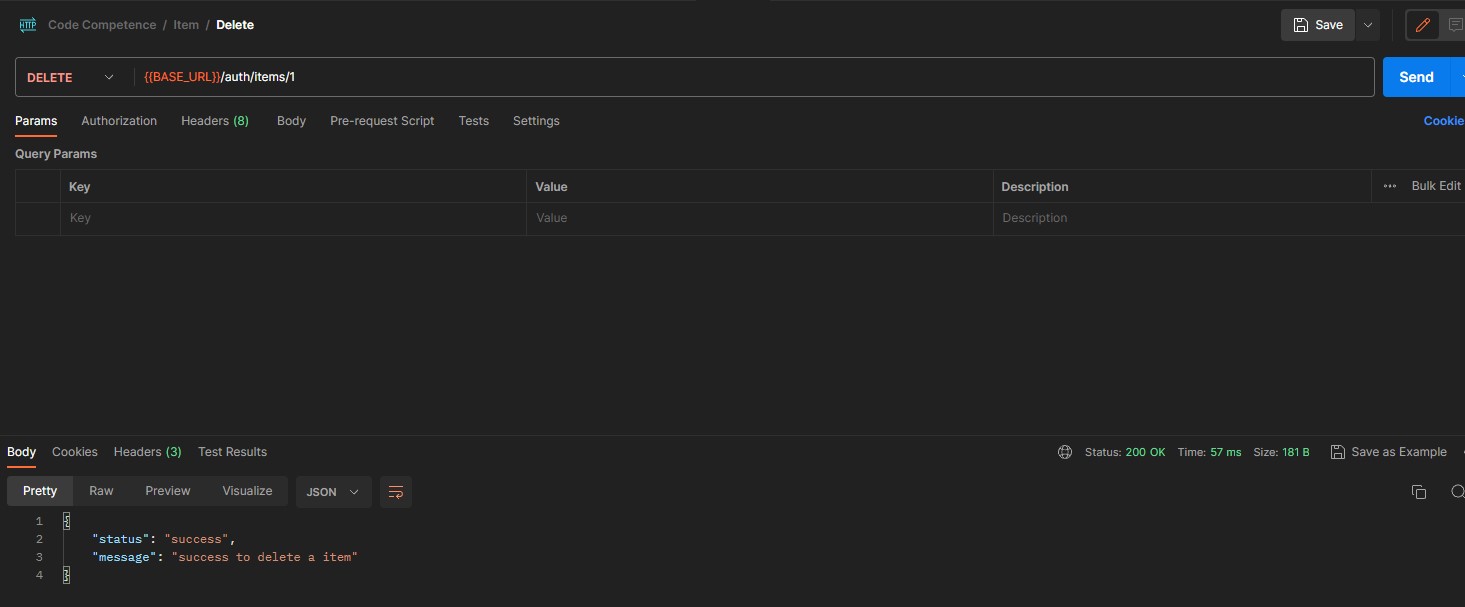 HTTP Code Competence / Item / Delete Save
DELETE {{BASE_URL}}/auth/items/1 Send
Params Authorization Headers (8) Body Pre-request Script Tests Settings Cookie
Query Params
Key Value Description ••• Bulk Edit
Key Value Description
Body Cookies Headers (3) Test Results Status: 200 OK Time: 57 ms Size: 181 B Save as Example
Pretty Raw Preview Visualize JSON
1 {
2 "status": "success",
3 "message": "success to delete a item"
4 }